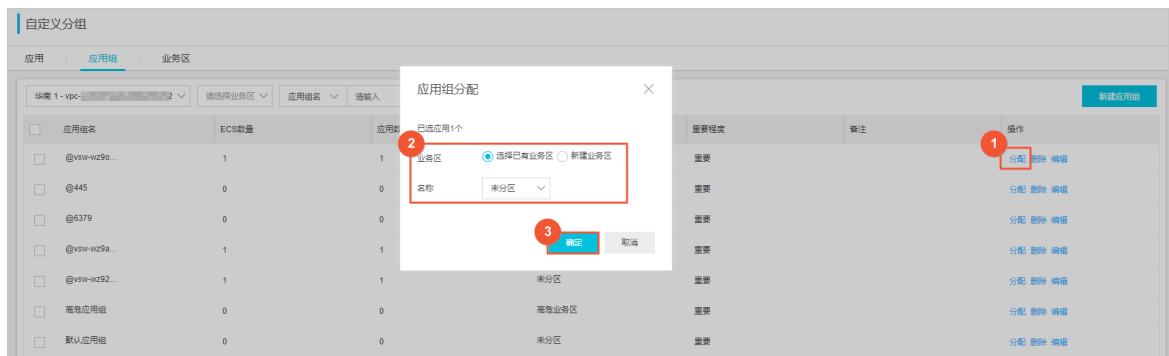 自定义分组
应用 应用组 业务区
华南 1 - vpc- 2 请选择业务区 应用组名 请输入 新建应用组
应用组名 ECS数量 重要程度 备注 操作
@vsw-wz9o... 1 1 重要 分配 删除 编辑
@445 0 0 重要 分配 删除 编辑
@6379 0 0 重要 分配 删除 编辑
@vsw-wz9a... 1 1 重要 分配 删除 编辑
@vsw-wz92... 1 1 未分区 重要 分配 删除 编辑
高危应用组 0 0 高危业务区 重要 分配 删除 编辑
默认应用组 0 0 未分区 重要 分配 删除 编辑
应用组分配
已选应用1个
业务区 选择已有业务区 新建业务区
名称 未分区
确定 取消
1
2
3